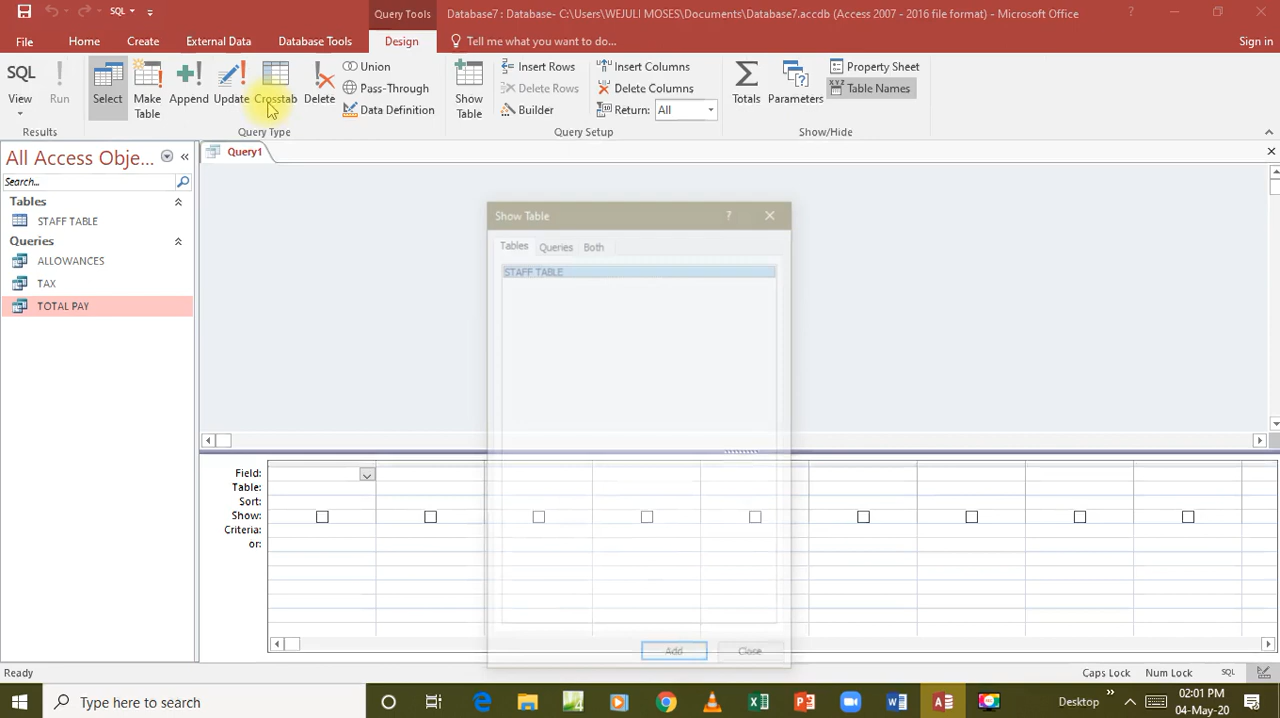 SQL
Query Tools
Database7 : Database- C:\Users\WEJULI MOSES\Documents\Database7.accdb (Access 2007 - 2016 file format) - Microsoft Office
?
File
Home
Create
External Data
Database Tools
Design
Tell me what you want to do...
Sign in
SQL
View
!
Run
Select
Make
Table
Append
Update
Crosstab
Delete
Union
Pass-Through
Data Definition
Show
Table
Insert Rows
Delete Rows
Builder
Insert Columns
Delete Columns
Return:
All
Totals
Parameters
Property Sheet
XYZ
Table Names
Results
Query Type
Query Setup
Show/Hide
All Access Obje...
Search...
Tables
STAFF TABLE
Queries
ALLOWANCES
TAX
TOTAL PAY
Query1
Show Table
?
Tables
Queries
Both
STAFF TABLE
Add
Close
Field:
Table:
Sort:
Show:
Criteria:
or:
Ready
Caps Lock
Num Lock
SQL
Type here to search
Desktop
02:01 PM
04-May-20